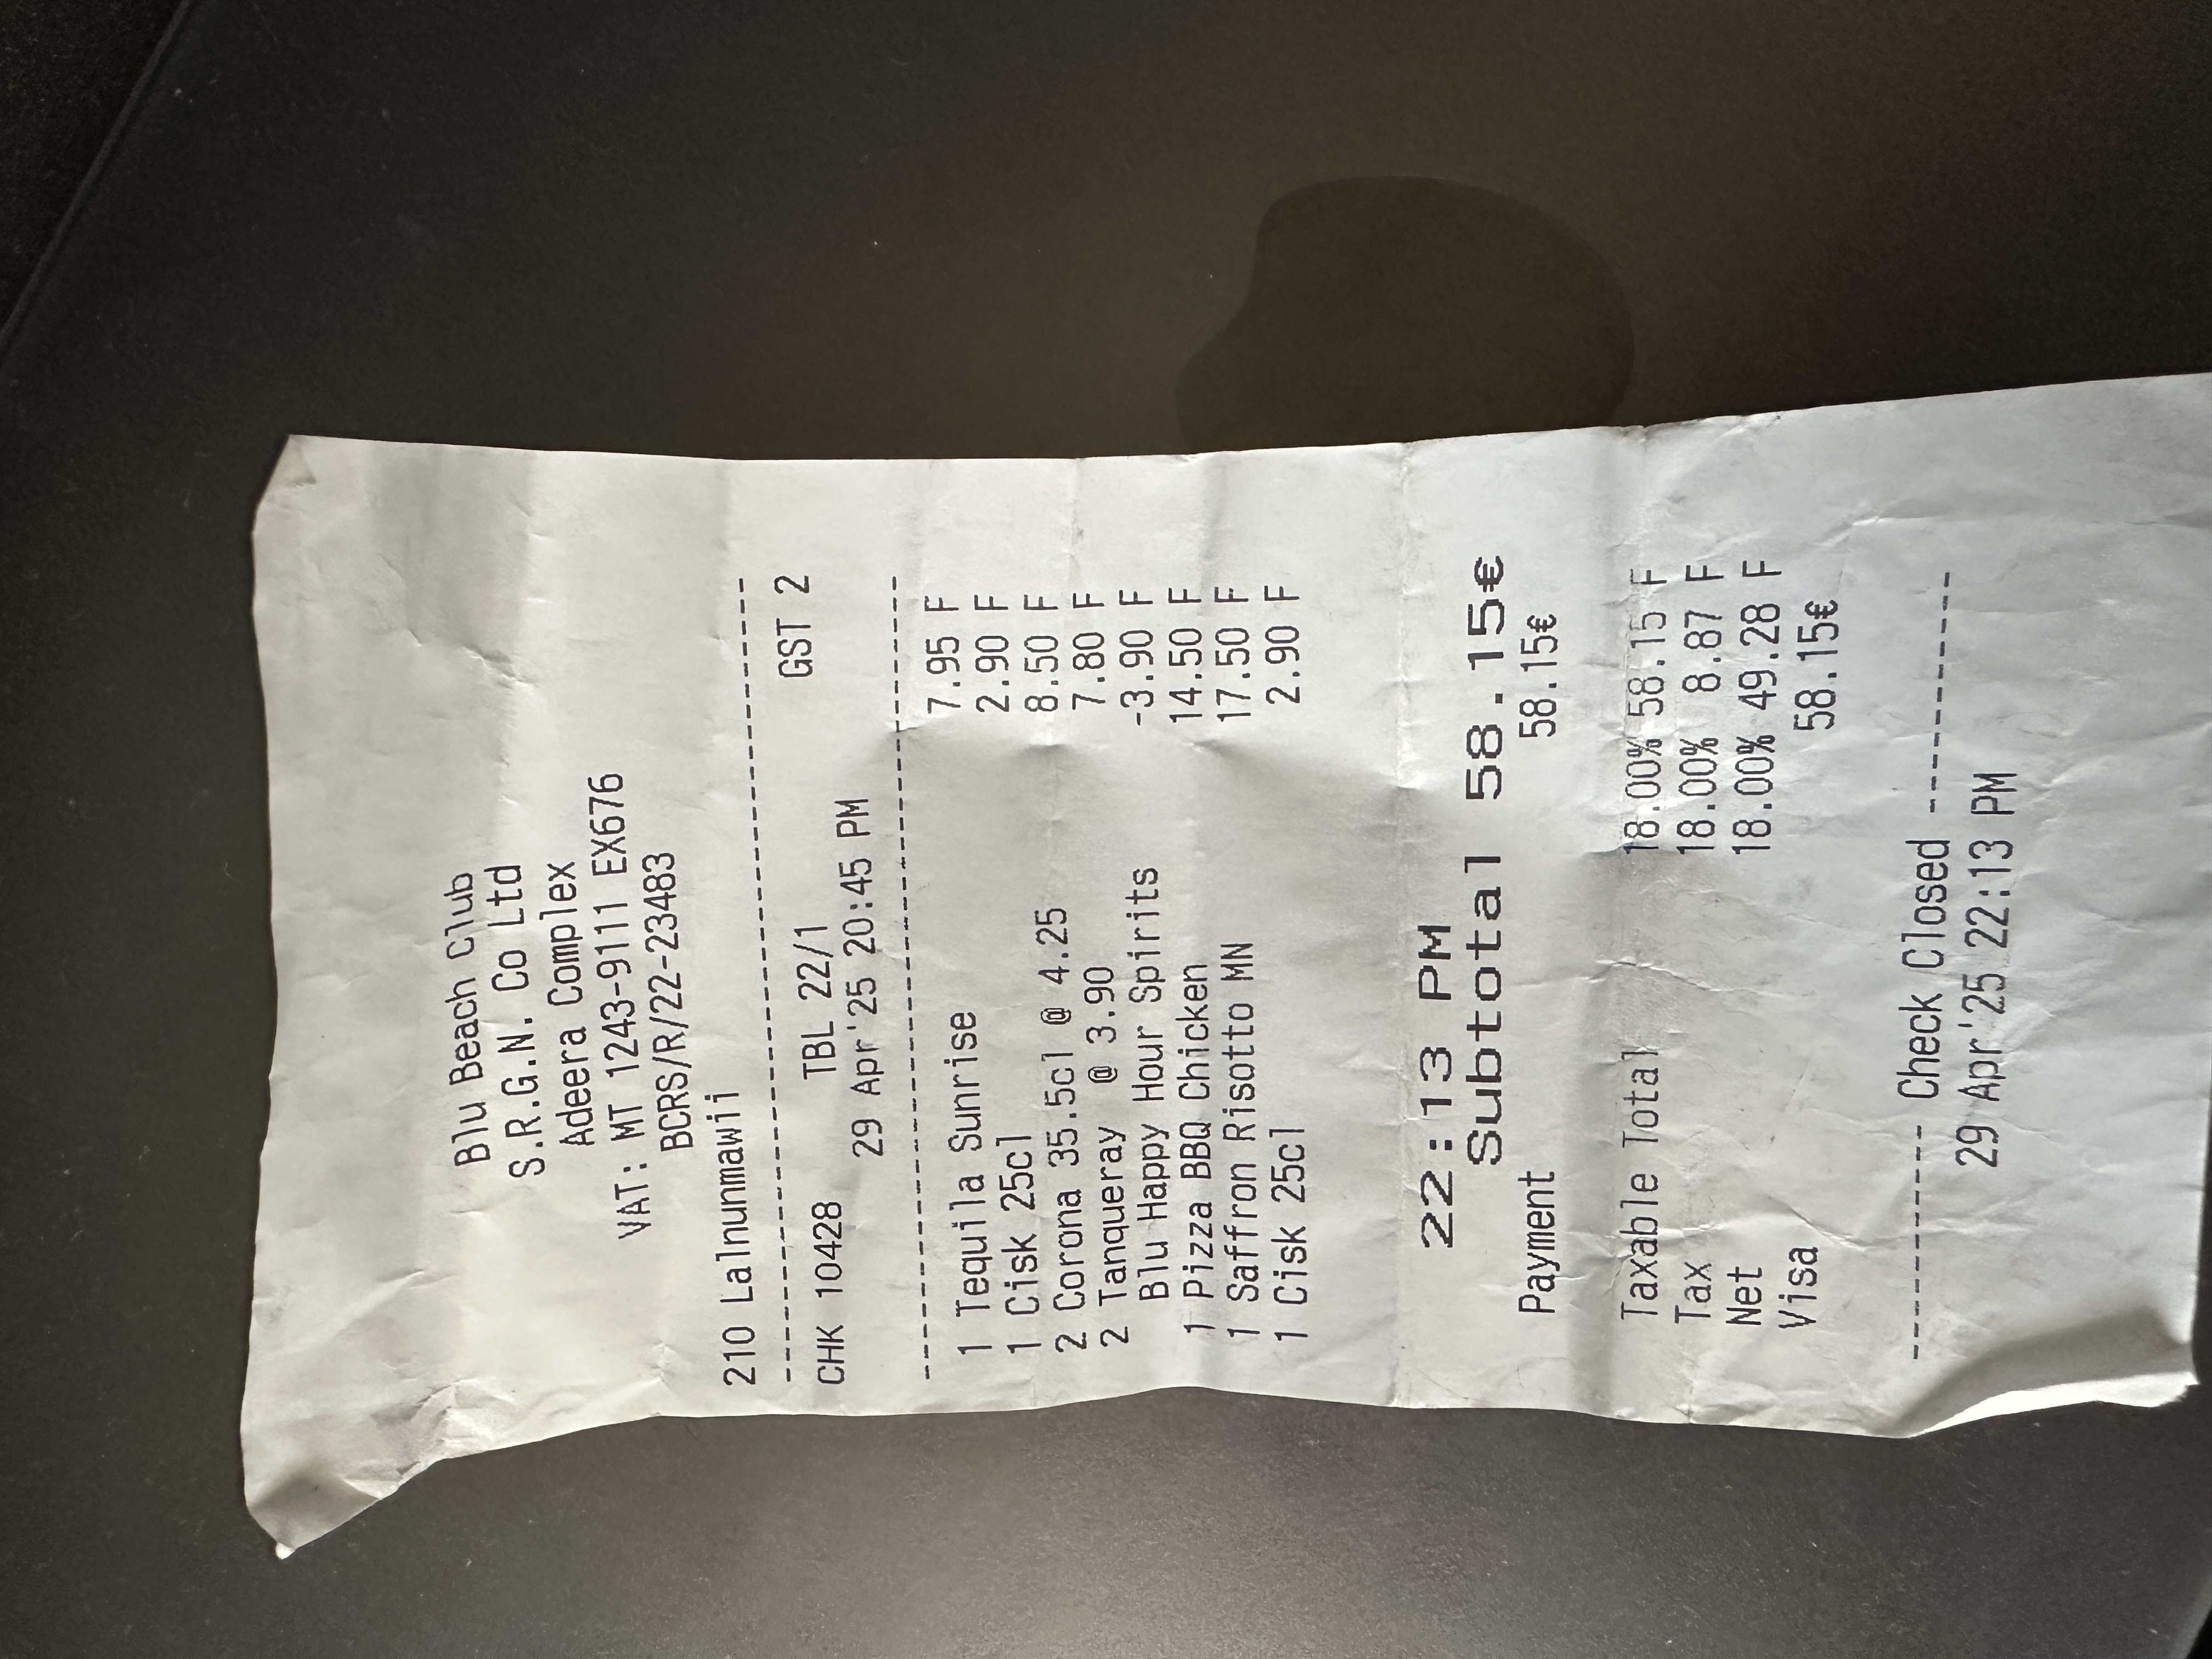 Blu Beach Club
S.R.G.N. Co Ltd
Adeera Complex
VAT: MT 1243-9111 EX676
BCRS/R/22-23483
210 Lalnunmawii
--------------------------------------
CHK 10428 TBL 22/1 GST 2
29 Apr'25 20:45 PM
--------------------------------------
1 Tequila Sunrise 7.95 F
1 Cisk 25cl 2.90 F
2 Corona 35.5cl @ 4.25 8.50 F
2 Tanqueray @ 3.90 7.80 F
Blu Happy Hour Spirits -3.90 F
1 Pizza BBQ Chicken 14.50 F
1 Saffron Risotto MN 17.50 F
1 Cisk 25cl 2.90 F
22:13 PM
Subtotal 58.15€
Payment 58.15€
Taxable Total 18.00% 58.15 F
Tax 18.00% 8.87 F
Net 18.00% 49.28 F
Visa 58.15€
----------- Check Closed -----------
29 Apr'25 22:13 PM